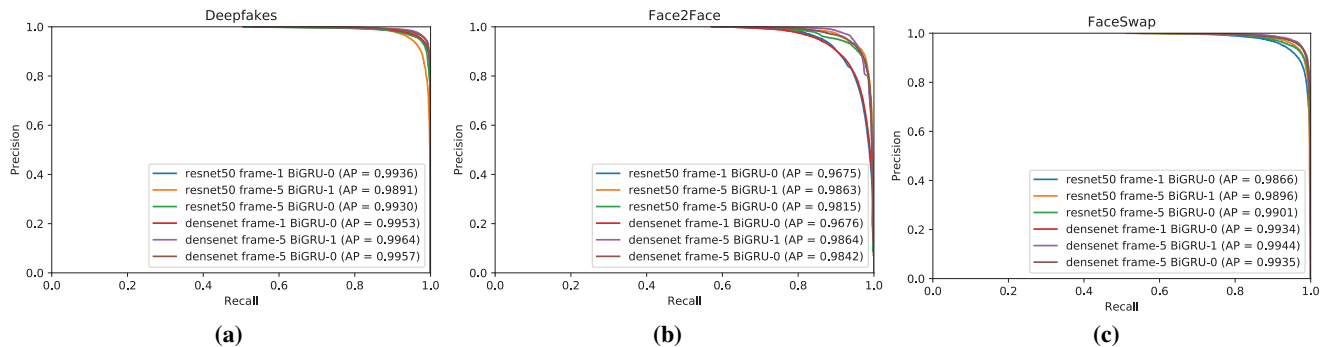 Deepfakes
1.0
0.8
0.6
0.4
0.2
0.0
Precision
resnet50 frame-1 BiGRU-0 (AP = 0.9936)
resnet50 frame-5 BiGRU-1 (AP = 0.9891)
resnet50 frame-5 BiGRU-0 (AP = 0.9930)
densenet frame-1 BiGRU-0 (AP = 0.9953)
densenet frame-5 BiGRU-1 (AP = 0.9964)
densenet frame-5 BiGRU-0 (AP = 0.9957)
0.0 0.2 0.4 0.6 0.8 1.0
Recall
(a)
Face2Face
1.0
0.8
0.6
0.4
0.2
0.0
Precision
resnet50 frame-1 BiGRU-0 (AP = 0.9675)
resnet50 frame-5 BiGRU-1 (AP = 0.9863)
resnet50 frame-5 BiGRU-0 (AP = 0.9815)
densenet frame-1 BiGRU-0 (AP = 0.9676)
densenet frame-5 BiGRU-1 (AP = 0.9864)
densenet frame-5 BiGRU-0 (AP = 0.9842)
0.0 0.2 0.4 0.6 0.8 1.0
Recall
(b)
FaceSwap
1.0
0.8
0.6
0.4
0.2
0.0
Precision
resnet50 frame-1 BiGRU-0 (AP = 0.9866)
resnet50 frame-5 BiGRU-1 (AP = 0.9896)
resnet50 frame-5 BiGRU-0 (AP = 0.9901)
densenet frame-1 BiGRU-0 (AP = 0.9934)
densenet frame-5 BiGRU-1 (AP = 0.9944)
densenet frame-5 BiGRU-0 (AP = 0.9935)
0.0 0.2 0.4 0.6 0.8 1.0
Recall
(c)